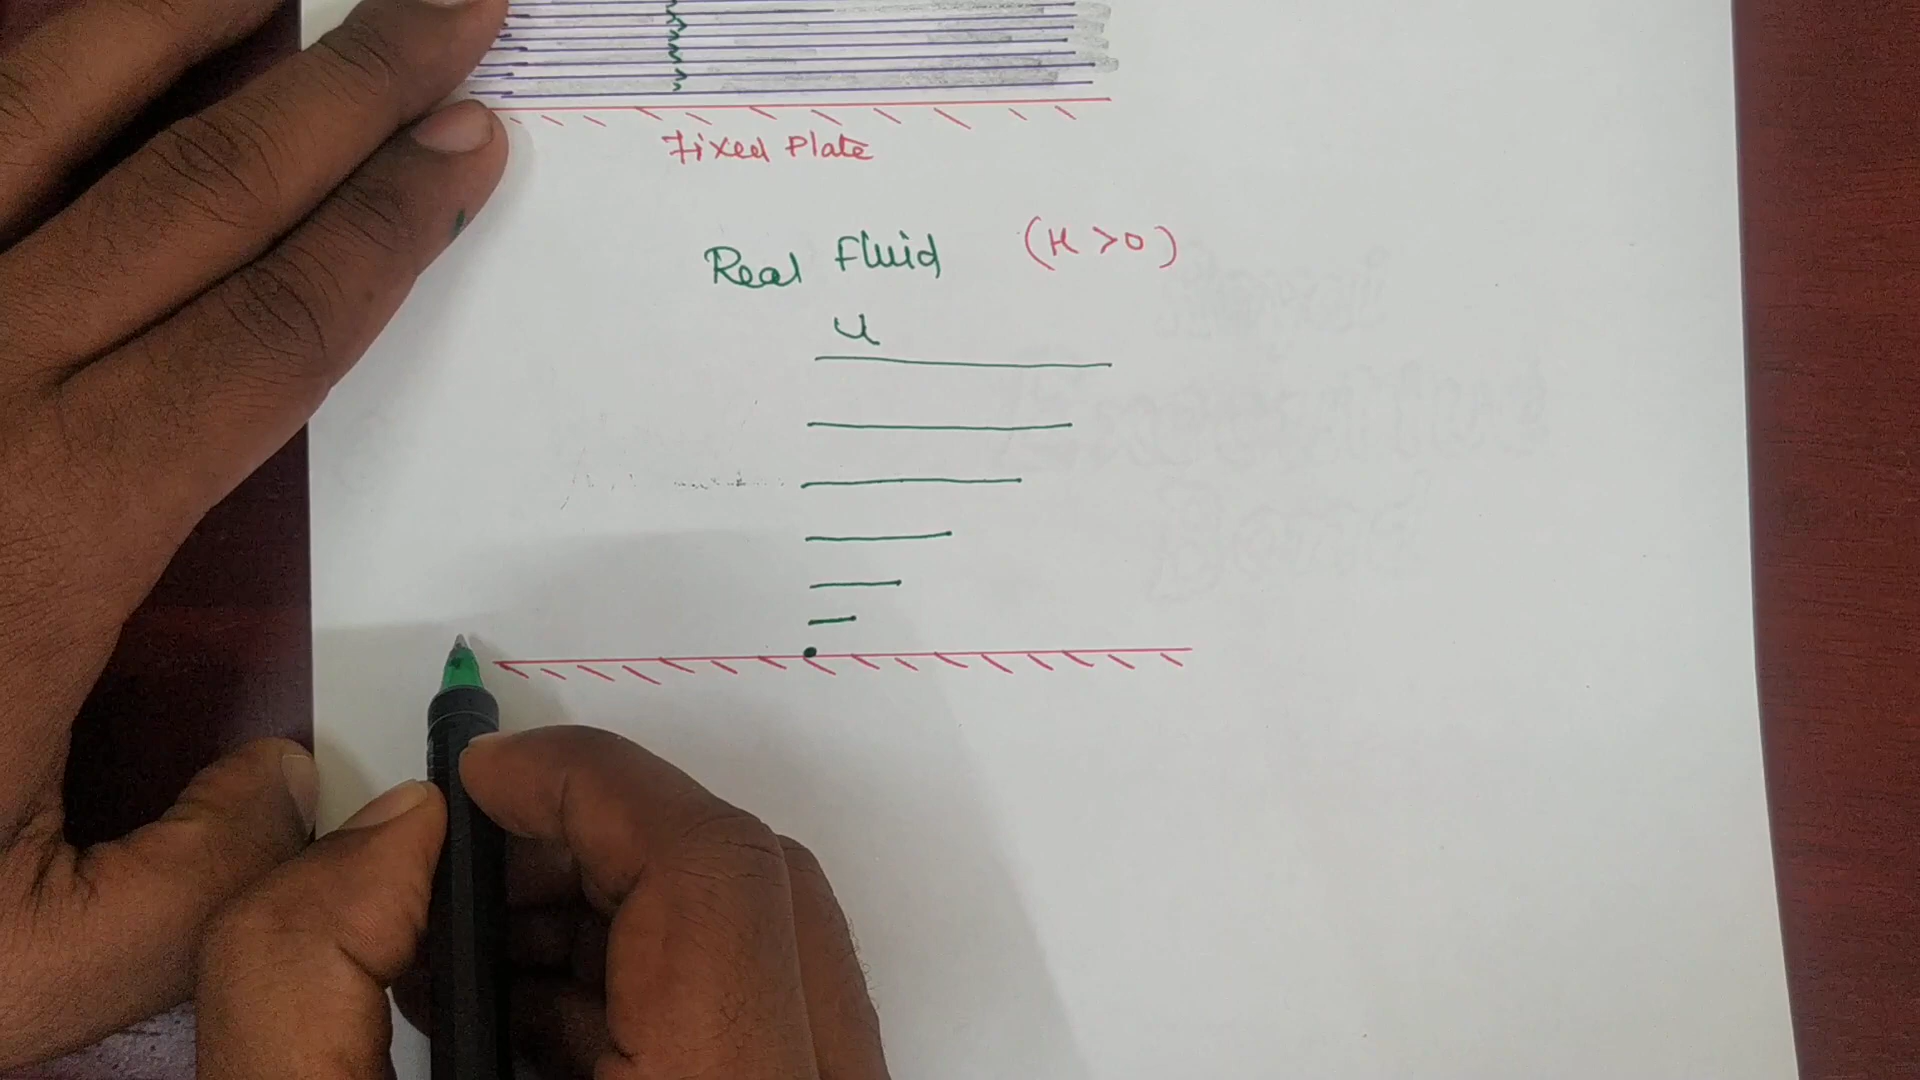 Fixed Plate
Real Fluid (μ > 0)
u